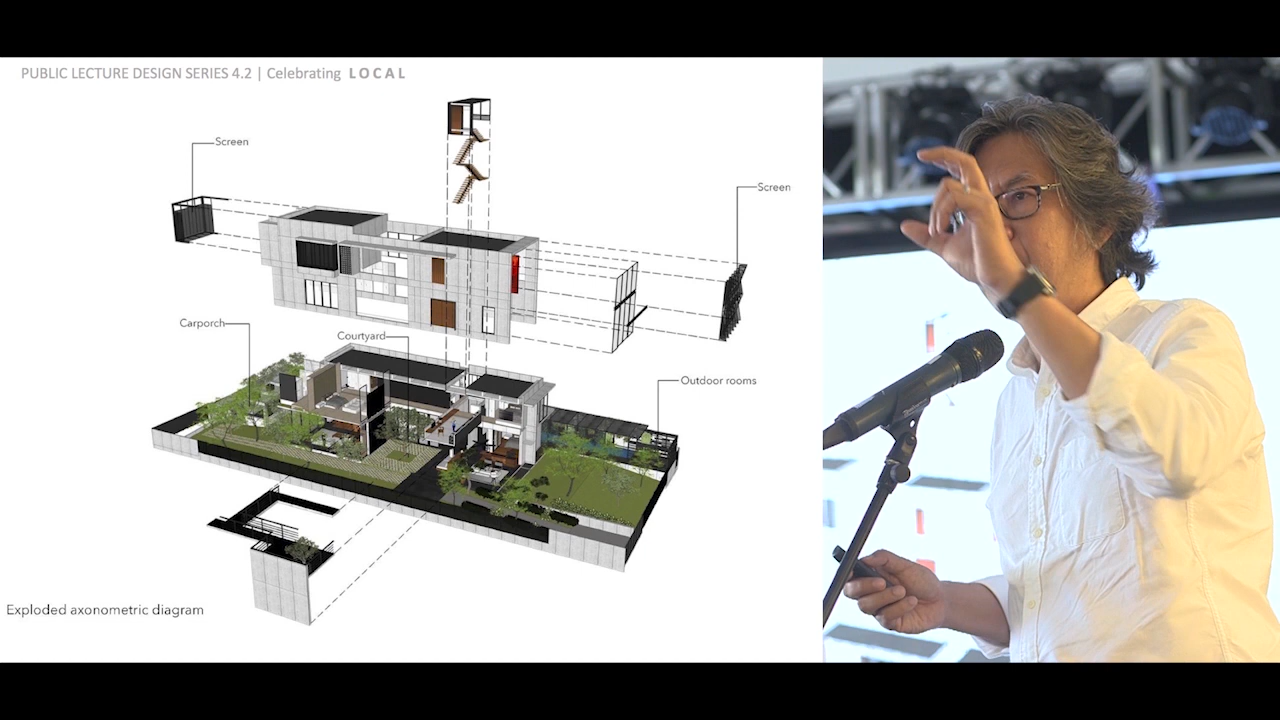 PUBLIC LECTURE DESIGN SERIES 4.2 | Celebrating LOCAL
Screen
Screen
Carporch
Courtyard
Outdoor rooms
Exploded axonometric diagram